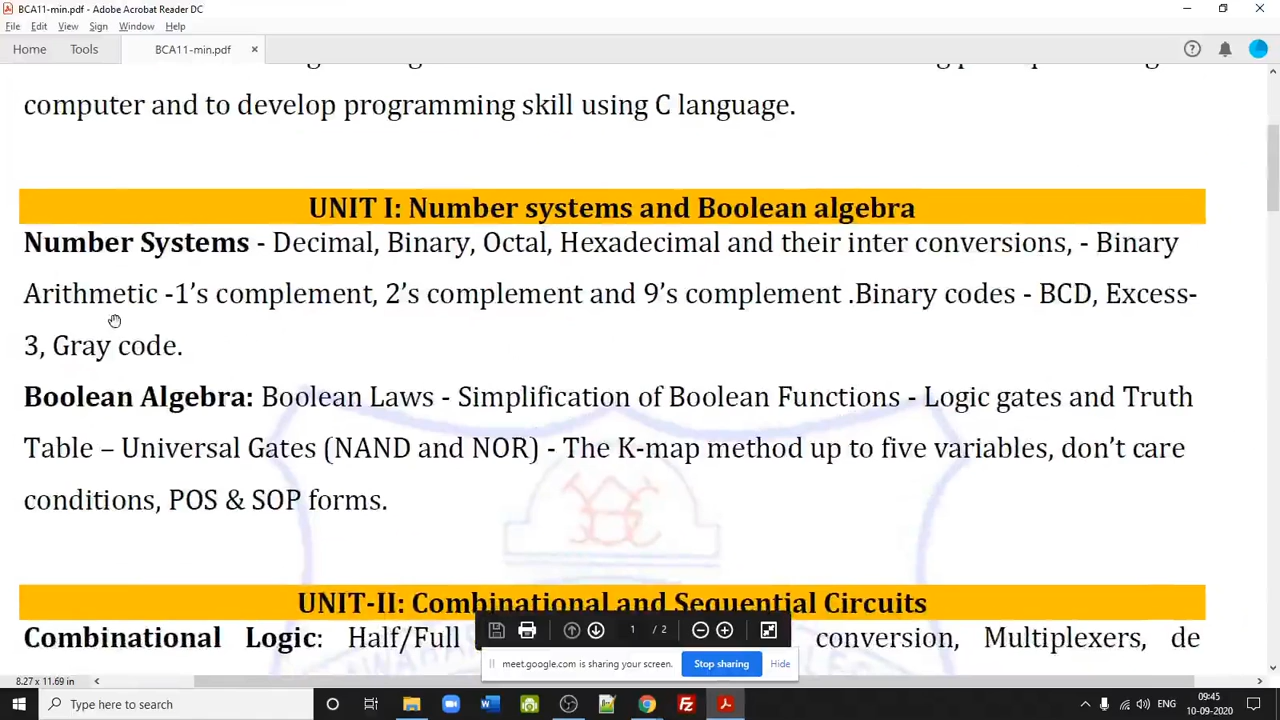 BCA11-min.pdf - Adobe Acrobat Reader DC
File Edit View Sign Window Help
Home Tools BCA11-min.pdf ×
computer and to develop programming skill using C language.
UNIT I: Number systems and Boolean algebra
Number Systems - Decimal, Binary, Octal, Hexadecimal and their inter conversions, - Binary
Arithmetic -1’s complement, 2’s complement and 9’s complement .Binary codes - BCD, Excess-
3, Gray code.
Boolean Algebra: Boolean Laws - Simplification of Boolean Functions - Logic gates and Truth
Table – Universal Gates (NAND and NOR) - The K-map method up to five variables, don’t care
conditions, POS & SOP forms.
UNIT-II: Combinational and Sequential Circuits
Combinational Logic: Half/Full conversion, Multiplexers, de
1 / 2
meet.google.com is sharing your screen. Stop sharing Hide
8.27 x 11.69 in
Type here to search
ENG
09:45
10-09-2020